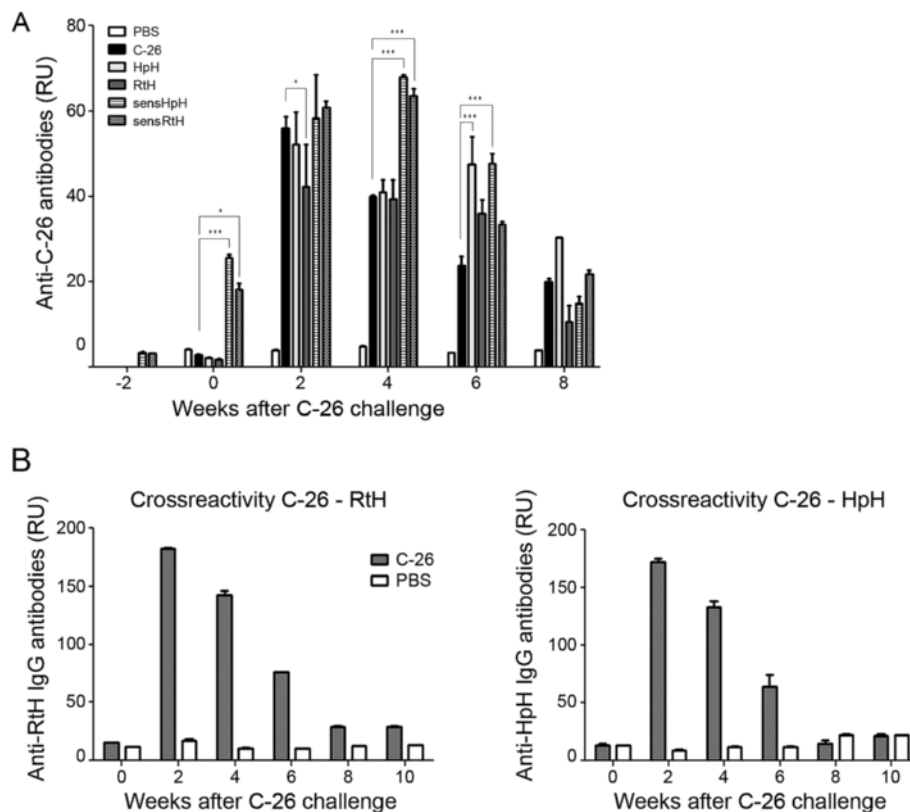 A
Anti-C-26 antibodies (RU)
80
60
40
20
0
PBS
C-26
HpH
RtH
sensHpH
sensRtH
***
*
*
***
***
***
***
-2 0 2 4 6 8
Weeks after C-26 challenge
B
Crossreactivity C-26 - RtH
Anti-RtH IgG antibodies (RU)
200
150
100
50
0
C-26
PBS
0 2 4 6 8 10
Weeks after C-26 challenge
Crossreactivity C-26 - HpH
Anti-HpH IgG antibodies (RU)
200
150
100
50
0
0 2 4 6 8 10
Weeks after C-26 challenge